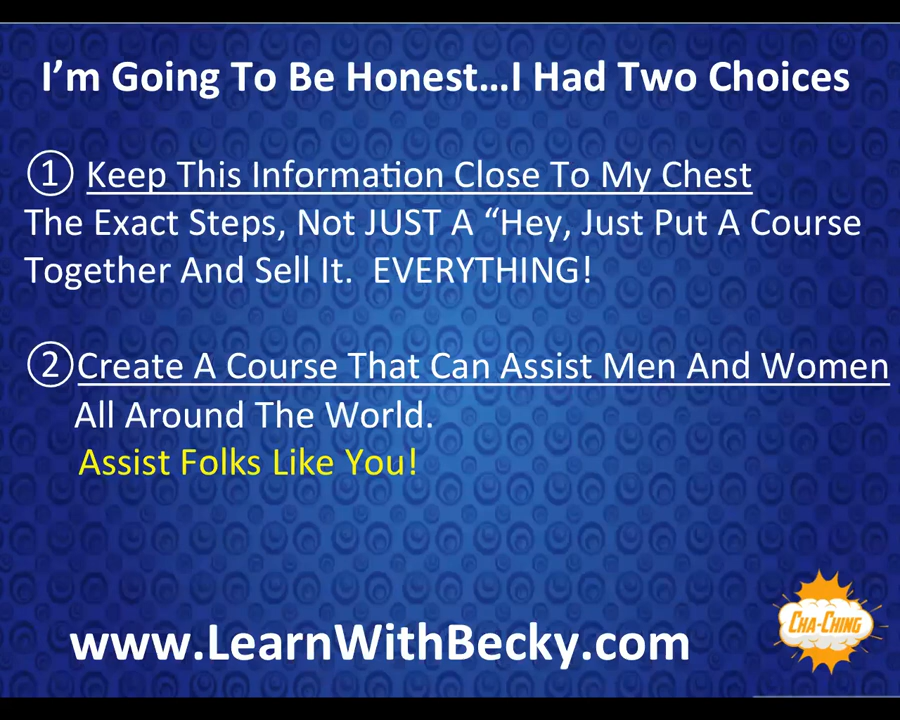 I'm Going To Be Honest…I Had Two Choices
① Keep This Information Close To My Chest
The Exact Steps, Not JUST A “Hey, Just Put A Course
Together And Sell It.  EVERYTHING!
②Create A Course That Can Assist Men And Women
All Around The World.
Assist Folks Like You!
CHA-CHING
www.LearnWithBecky.com